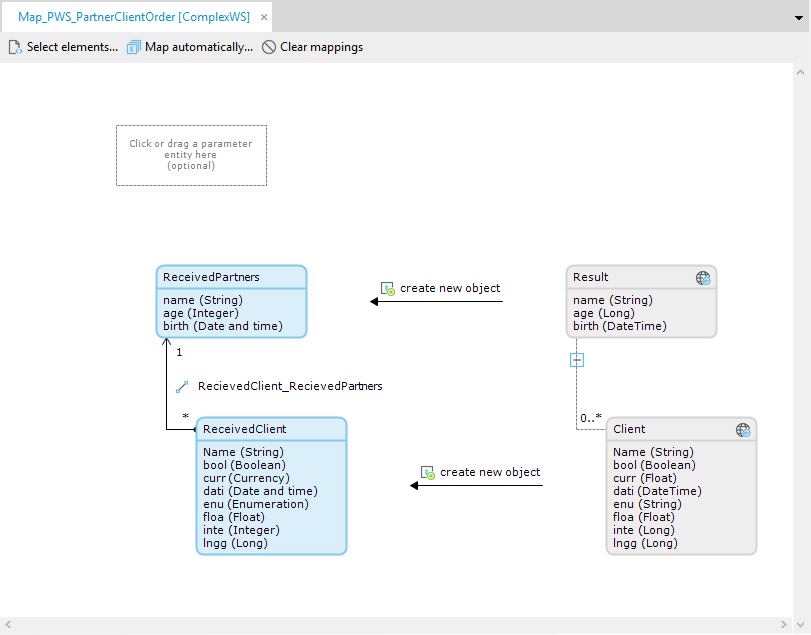 Map_PWS_PartnerClientOrder [ComplexWS]
Select elements... Map automatically... Clear mappings
Click or drag a parameter
entity here
(optional)
ReceivedPartners
name (String)
age (Integer)
birth (Date and time)
create new object
Result
name (String)
age (Long)
birth (DateTime)
1
RecievedClient_RecievedPartners
*
0..*
ReceivedClient
Name (String)
bool (Boolean)
curr (Currency)
dati (Date and time)
enu (Enumeration)
floa (Float)
inte (Integer)
lngg (Long)
create new object
Client
Name (String)
bool (Boolean)
curr (Float)
dati (DateTime)
enu (String)
floa (Float)
inte (Long)
lngg (Long)